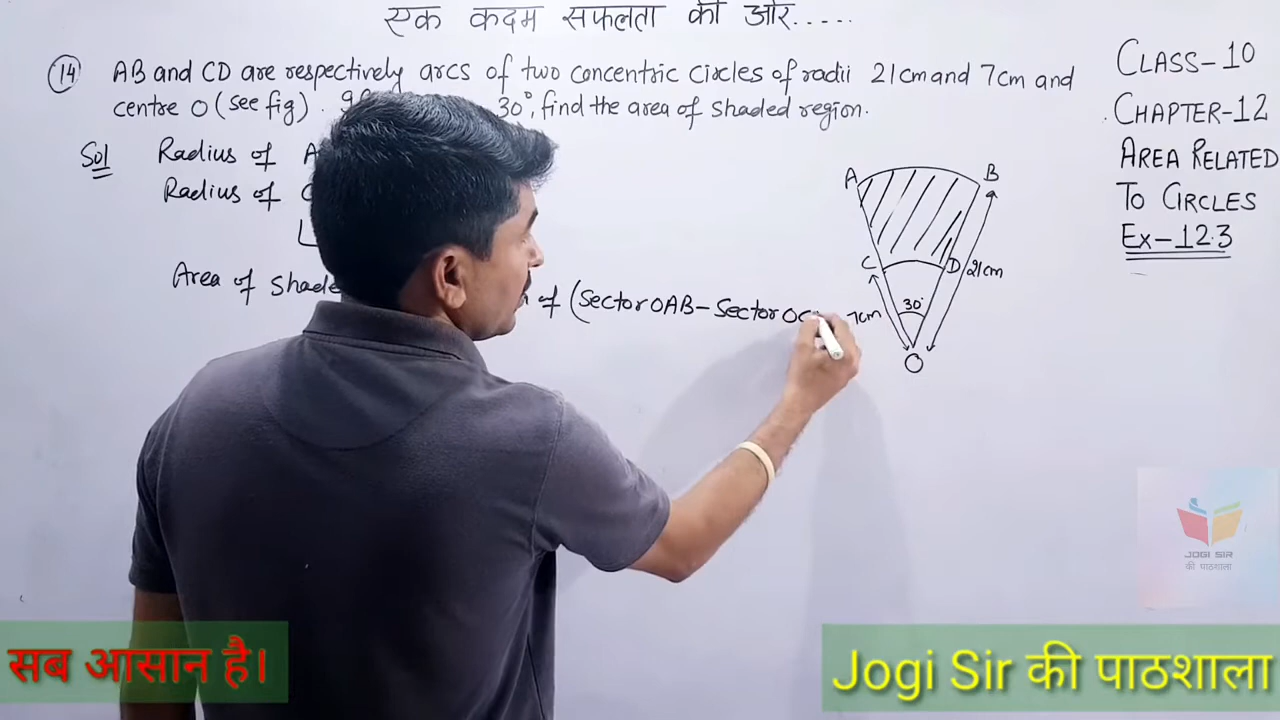 एक कदम सफलता की ओर.....
(14) AB and CD are respectively arcs of two concentric circles of radii 21cm and 7cm and
centre O (see fig). 30°, find the area of shaded region.
Sol Radius of A
Radius of
Area of Shade of (Sector OAB - Sector OC
A
B
C
D
21cm
30°
7cm
O
CLASS-10
CHAPTER-12
AREA RELATED
TO CIRCLES
Ex-12.3
JOGI SIR
की पाठशाला
सब आसान है।
Jogi Sir की पाठशाला